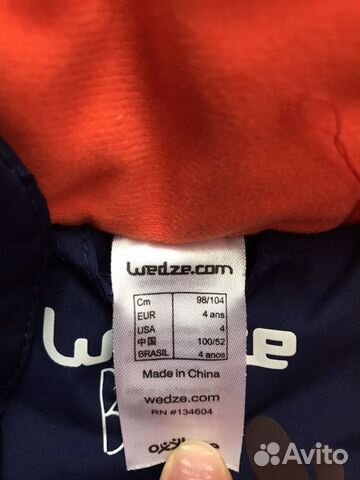 wedze.com
Cm 98/104
EUR 4 ans
USA 4
中国 100/52
BRASIL 4 anos
Made in China
wedze.com
RN #134604
wedze
Avito